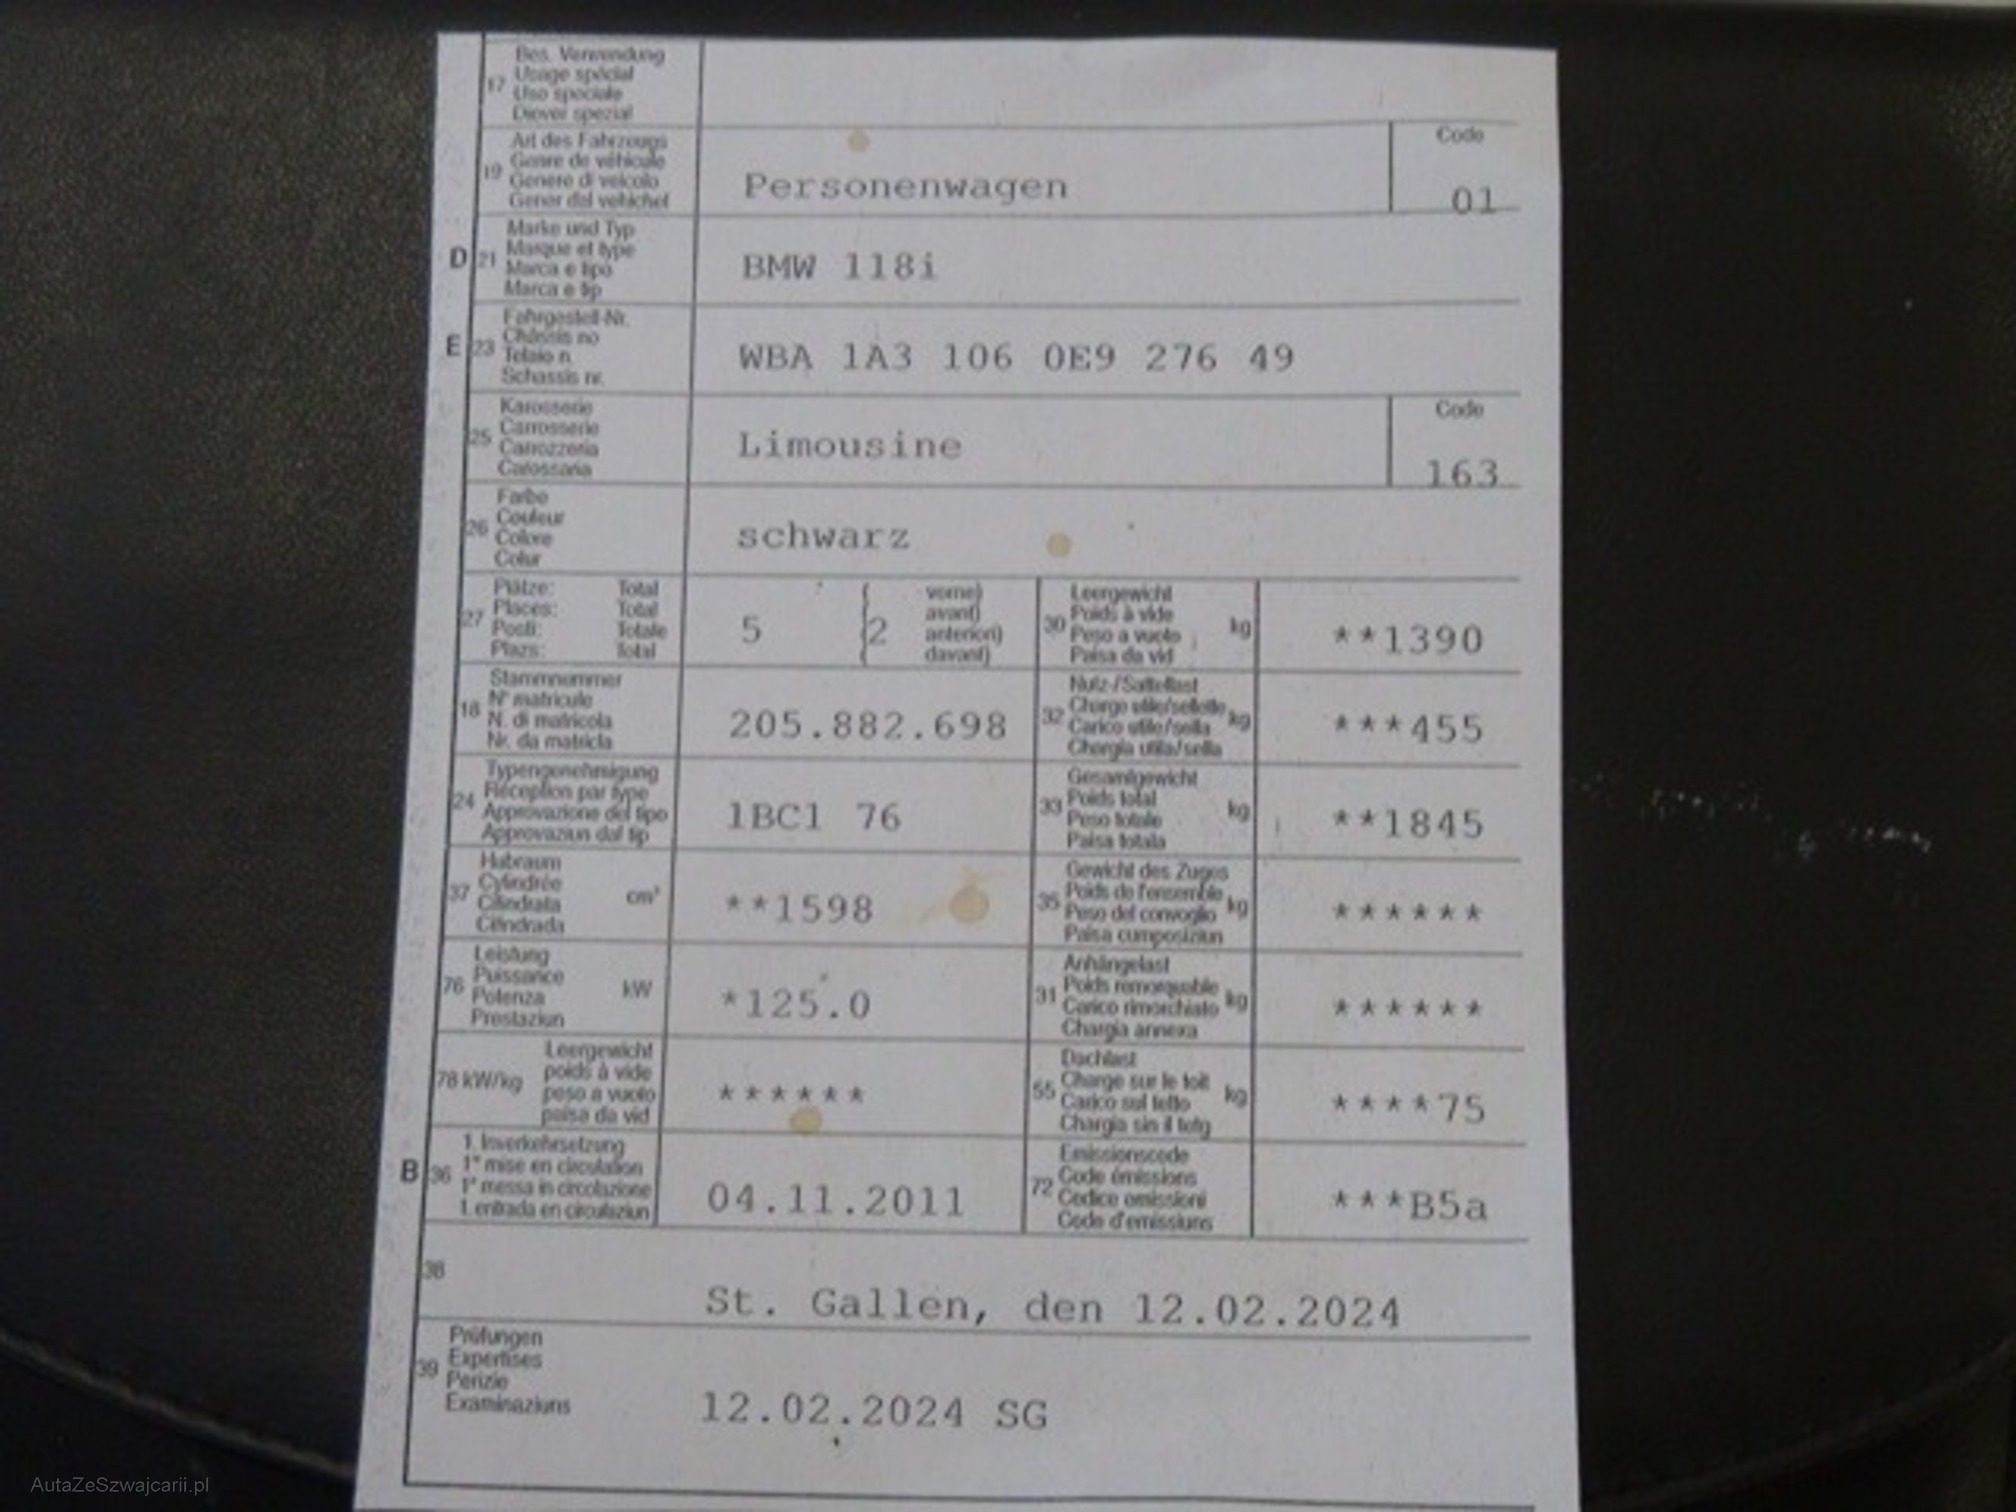 17 Bes. Verwendung
Usage spécial
Uso speciale
Diever spezial
19 Art des Fahrzeugs
Genre de véhicule
Genere di veicolo
Gener dal vehichel
Personenwagen
Code
01
D 21 Marke und Typ
Marque et type
Marca e tipo
Marca e tip
BMW 118i
E 23 Fahrgestell-Nr.
Châssis no
Telaio n.
Schassis nr.
WBA 1A3 106 0E9 276 49
25 Karosserie
Carrosserie
Carrozzeria
Carossaria
Limousine
Code
163
26 Farbe
Couleur
Colore
Colur
schwarz
27 Plätze: Total
Places: Total
Posti: Totale
Plazs: Total
5 2
vorne)
avant)
anteriori)
davant)
30 Leergewicht
Poids à vide
Peso a vuoto
Paisa da vid
kg
**1390
18 Stammnummer
N° matricule
N. di matricola
Nr. da matricla
205.882.698
32 Nutz-/Sattellast
Charge utile/sellette
Carico utile/sella
Chargia utila/sella
kg
***455
24 Typengenehmigung
Réception par type
Approvazione del tipo
Approvaziun dal tip
1BC1 76
33 Gesamtgewicht
Poids total
Peso totale
Paisa totala
kg
**1845
37 Hubraum
Cylindrée
Cilindrata
Cilindrada
cm³
**1598
35 Gewicht des Zuges
Poids de l'ensemble
Peso del convoglio
Paisa cumposiziun
kg
******
76 Leistung
Puissance
Potenza
Prestaziun
kW
*125.0
31 Anhängelast
Poids remorquable
Carico rimorchiato
Chargia annexa
kg
******
78 kW/kg
Leergewicht
poids à vide
peso a vuoto
paisa da vid
******
55 Dachlast
Charge sur le toit
Carico sul tetto
Chargia sin il tetg
kg
****75
B 36 1. Inverkehrsetzung
1re mise en circulation
1a messa in circolazione
1. entrada en circulaziun
04.11.2011
72 Emissionscode
Code émissions
Codice emissioni
Code d'emissiuns
***B5a
38
St. Gallen, den 12.02.2024
39 Prüfungen
Expertises
Perizie
Examinaziuns
12.02.2024 SG
AutaZeSzwajcarii.pl